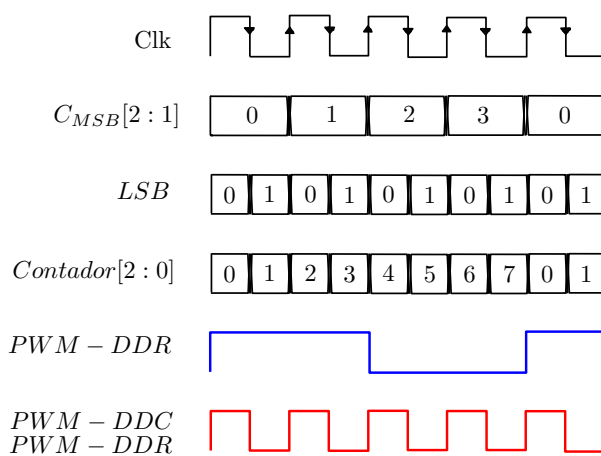 Clk
C_{MSB}[2 : 1] 0 1 2 3 0
LSB 0 1 0 1 0 1 0 1 0 1
Contador[2 : 0] 0 1 2 3 4 5 6 7 0 1
PWM − DDR
PWM − DDC
PWM − DDR